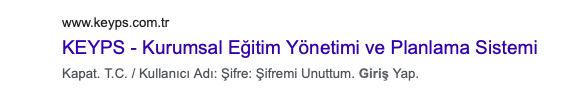 www.keyps.com.tr
KEYPS - Kurumsal Eğitim Yönetimi ve Planlama Sistemi
Kapat. T.C. / Kullanıcı Adı: Şifre: Şifremi Unuttum. Giriş Yap.